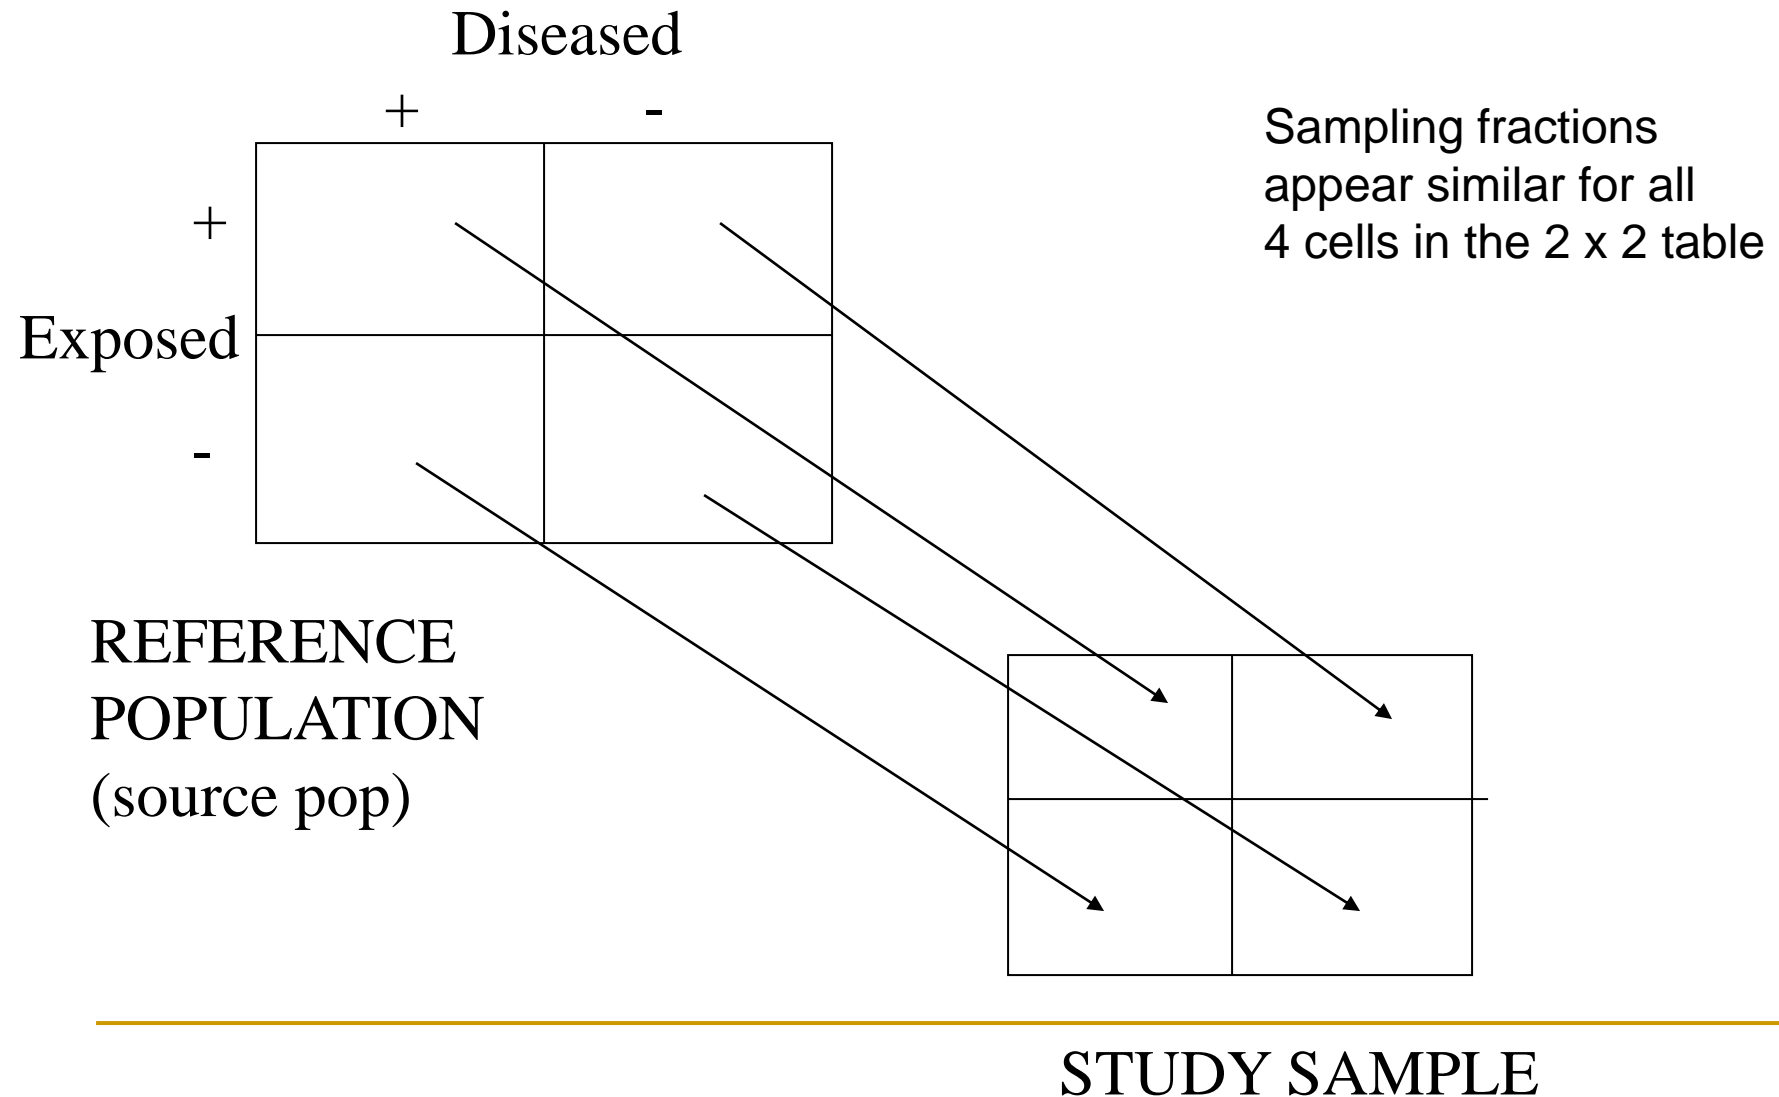 Diseased
+ -
Sampling fractions
appear similar for all
4 cells in the 2 x 2 table
+
Exposed
-
REFERENCE
POPULATION
(source pop)
STUDY SAMPLE